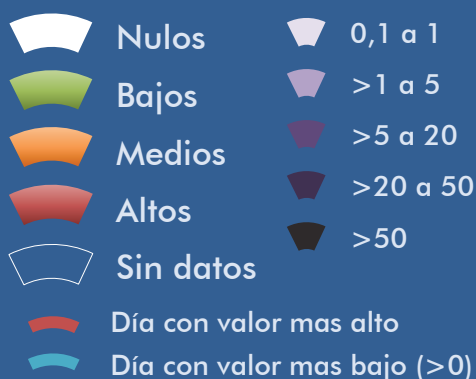 Nulos
Bajos
Medios
Altos
Sin datos
0,1 a 1
>1 a 5
>5 a 20
>20 a 50
>50
Día con valor mas alto
Día con valor mas bajo (>0)